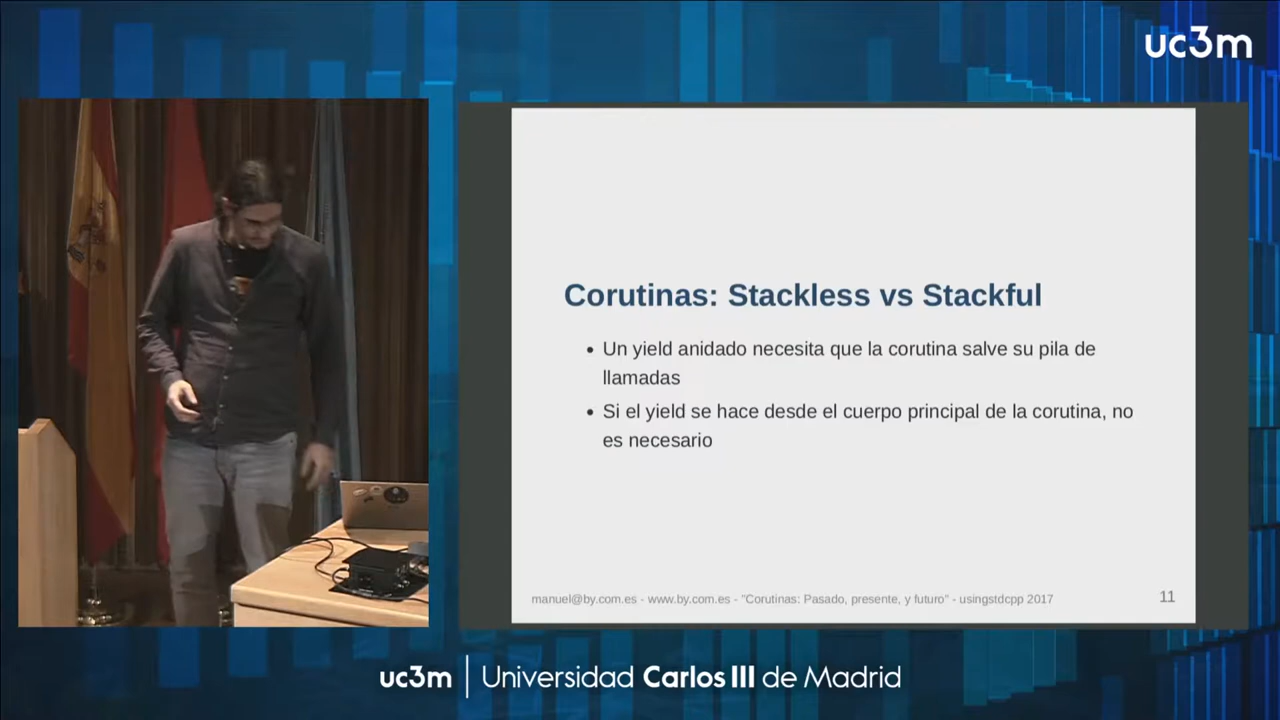 uc3m
Corutinas: Stackless vs Stackful
• Un yield anidado necesita que la corutina salve su pila de
llamadas
• Si el yield se hace desde el cuerpo principal de la corutina, no
es necesario
manuel@by.com.es - www.by.com.es - "Corutinas: Pasado, presente, y futuro" - usingstdcpp 2017
11
uc3m | Universidad Carlos III de Madrid